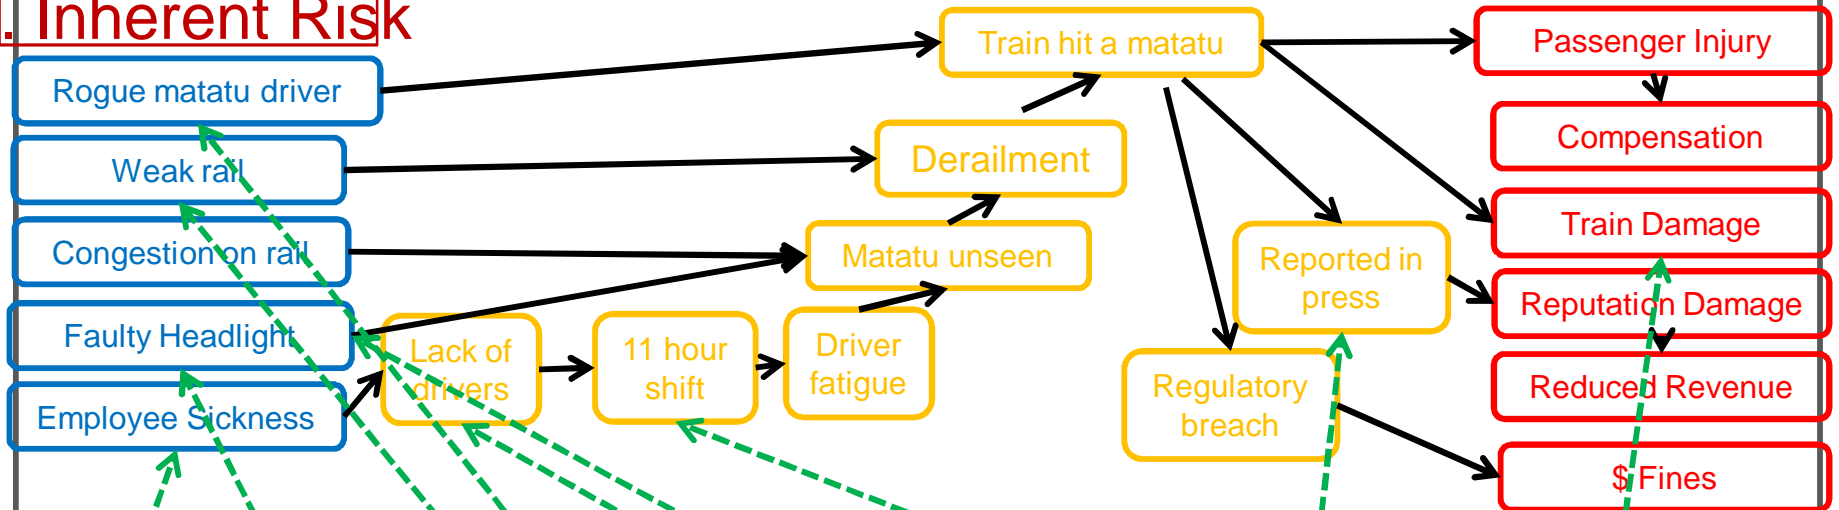 . Inherent Risk
Rogue matatu driver
Weak rail
Congestion on rail
Faulty Headlight
Employee Sickness
Lack of
drivers
11 hour
shift
Driver
fatigue
Matatu unseen
Derailment
Train hit a matatu
Reported in
press
Regulatory
breach
Passenger Injury
Compensation
Train Damage
Reputation Damage
Reduced Revenue
$ Fines